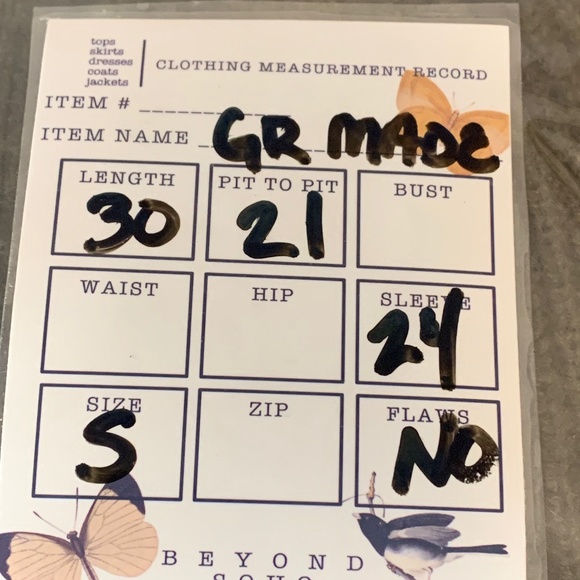 tops
skirts
dresses
coats
jackets
CLOTHING MEASUREMENT RECORD
ITEM #
ITEM NAME GR MADE
LENGTH PIT TO PIT BUST
30 21
WAIST HIP SLEEVE
24
SIZE ZIP FLAWS
S NO
BEYOND
SOHO